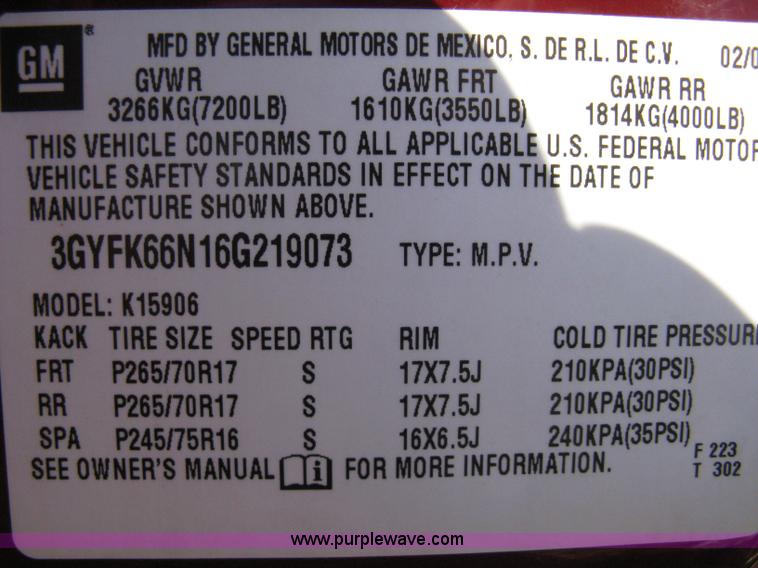 GM ® MFD BY GENERAL MOTORS DE MEXICO, S. DE R.L. DE C.V. 02/0
GVWR GAWR FRT GAWR RR
3266KG(7200LB) 1610KG(3550LB) 1814KG(4000LB)
THIS VEHICLE CONFORMS TO ALL APPLICABLE U.S. FEDERAL MOTOR
VEHICLE SAFETY STANDARDS IN EFFECT ON THE DATE OF
MANUFACTURE SHOWN ABOVE.
3GYFK66N16G219073 TYPE: M.P.V.
MODEL: K15906
KACK TIRE SIZE SPEED RTG RIM COLD TIRE PRESSURE
FRT P265/70R17 S 17X7.5J 210KPA(30PSI)
RR P265/70R17 S 17X7.5J 210KPA(30PSI)
SPA P245/75R16 S 16X6.5J 240KPA(35PSI)
F 223
SEE OWNER'S MANUAL i FOR MORE INFORMATION. T 302
www.purplewave.com